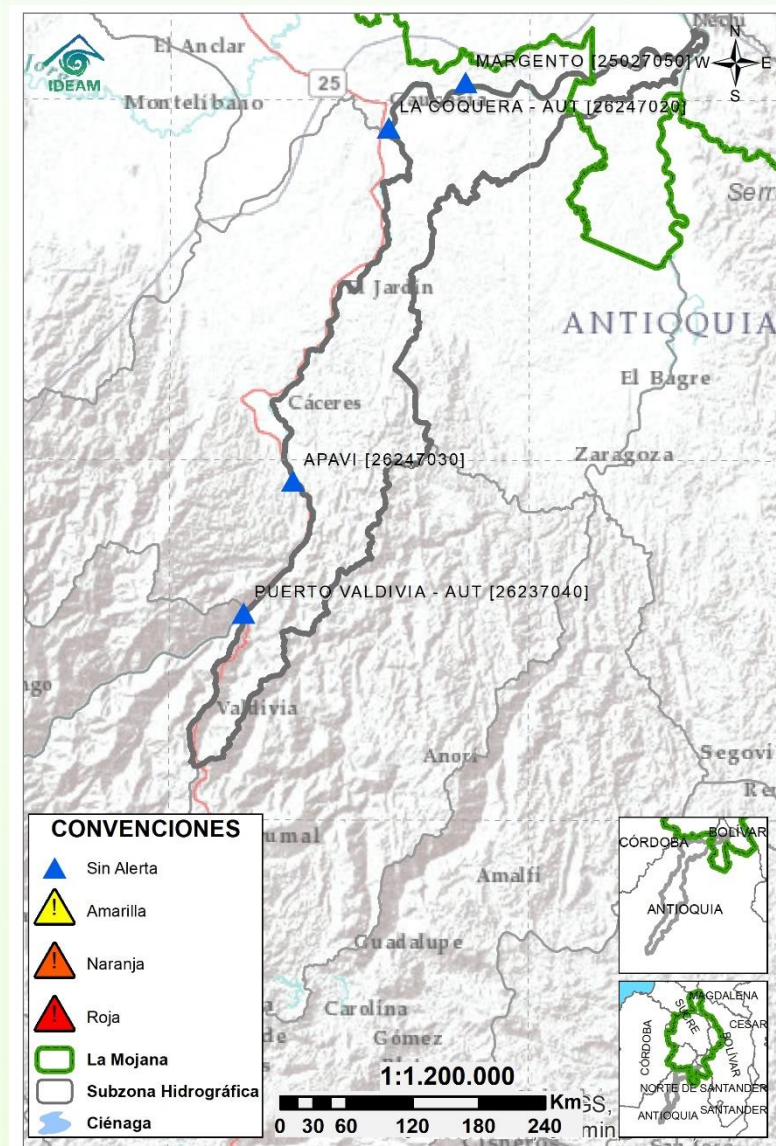 Nechí
N
W E
S
El Anclar
IDEAM
MARGENTO [25027050]
25
Montelíbano
Caucasia
LA COQUERA - AUT [26247020]
El Jardín
ANTIOQUIA
El Bagre
Cáceres
Zaragoza
APAVI [26247030]
PUERTO VALDIVIA - AUT [26237040]
Valdivia
Anorí
Segovi
CONVENCIONES
Sin Alerta
Amarilla
Naranja
Roja
La Mojana
Subzona Hidrográfica
Ciénaga
umal
Amalfi
Guadalupe
Carolina
Gómez
1:1.200.000
0 30 60 120 180 240 Km
CÓRDOBA
BOLÍVAR
ANTIOQUIA
MAGDALENA
SUCRE
CESAR
CÓRDOBA
BOLÍVAR
NORTE DE SANTANDER
ANTIOQUIA
SANTANDER